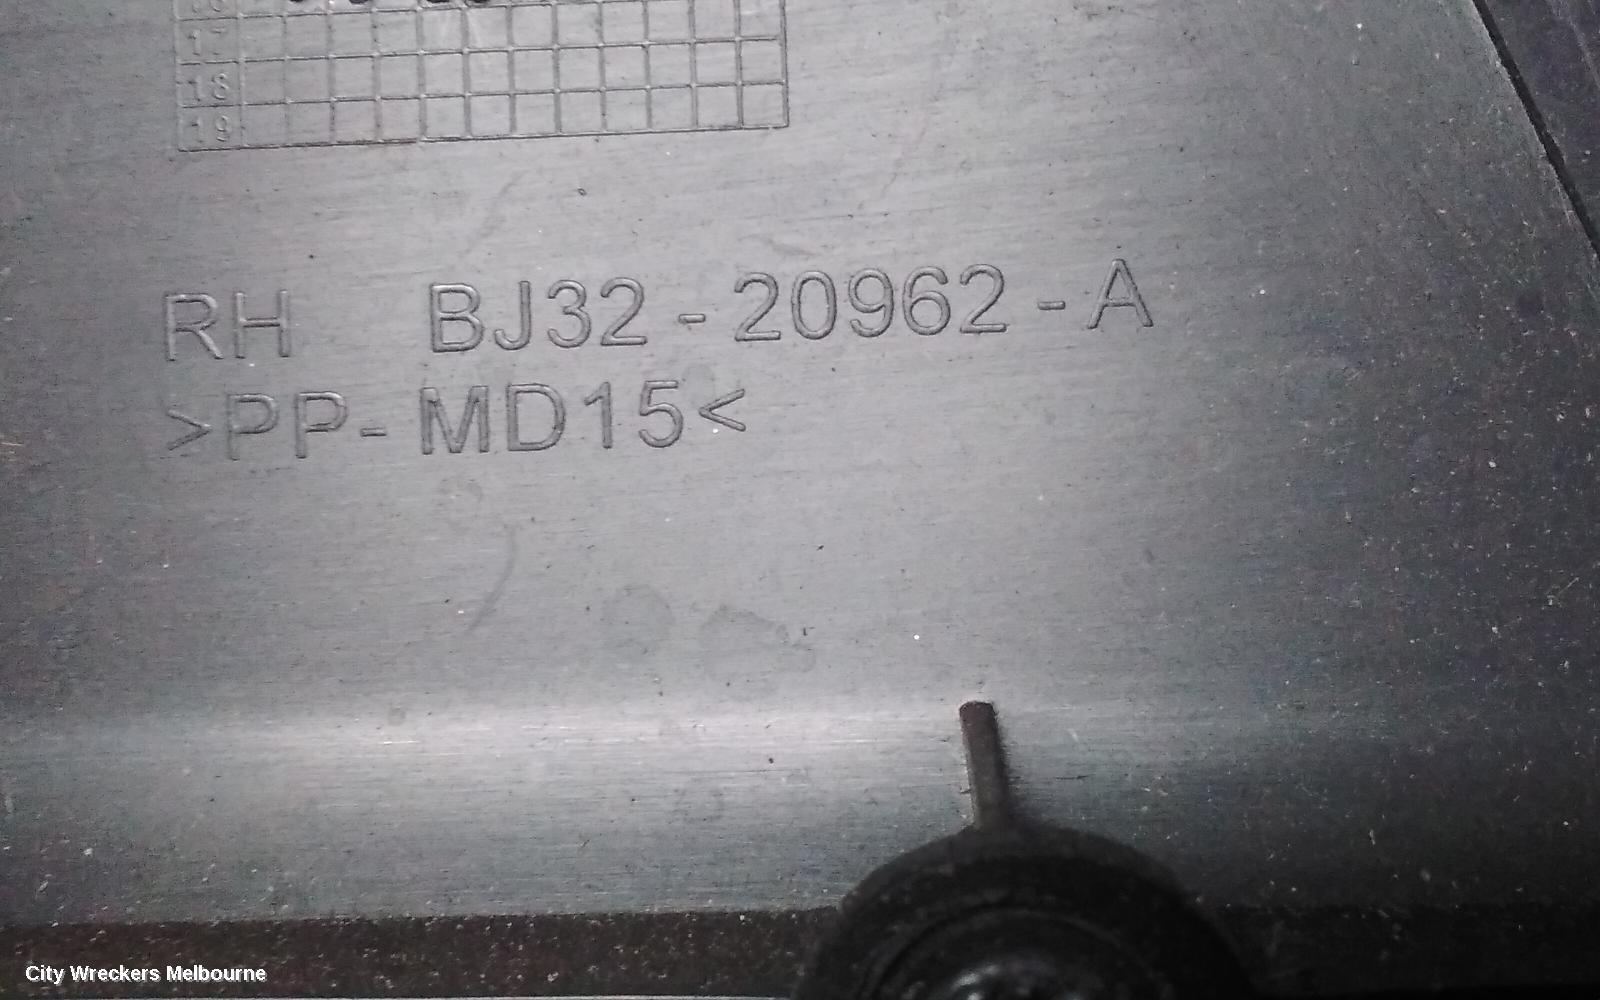 17
18
19
RH BJ32-20962-A
>PP-MD15<
City Wreckers Melbourne